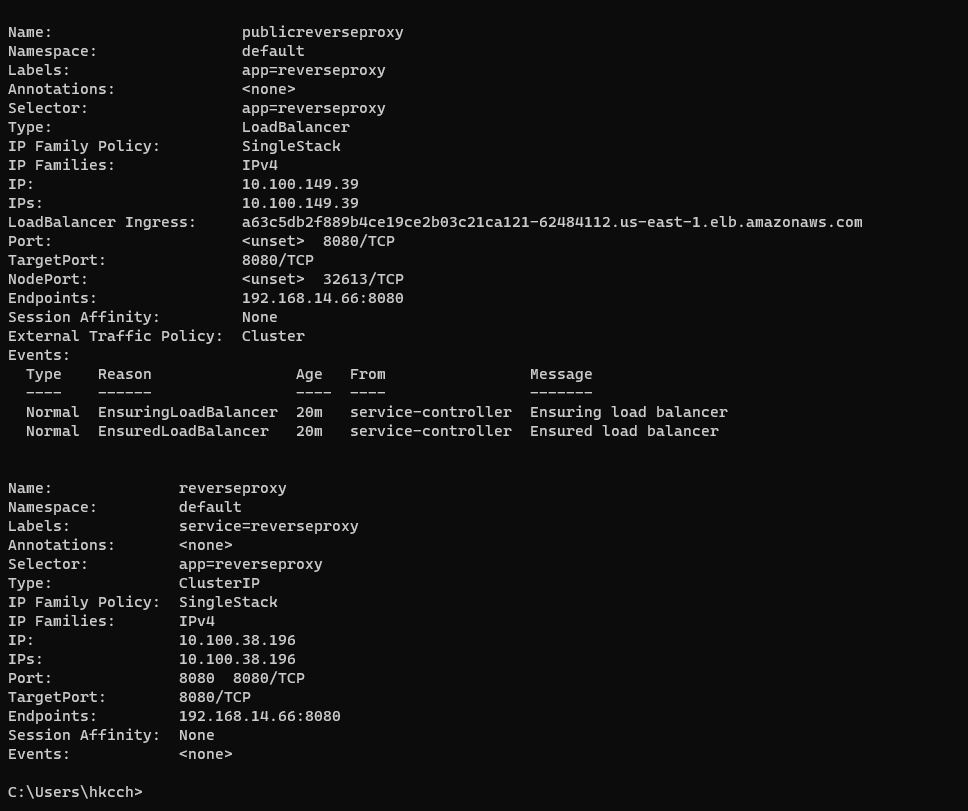 Name:                     publicreverseproxy
Namespace:                default
Labels:                   app=reverseproxy
Annotations:              <none>
Selector:                 app=reverseproxy
Type:                     LoadBalancer
IP Family Policy:         SingleStack
IP Families:              IPv4
IP:                       10.100.149.39
IPs:                      10.100.149.39
LoadBalancer Ingress:     a63c5db2f889b4ce19ce2b03c21ca121-62484112.us-east-1.elb.amazonaws.com
Port:                     <unset>  8080/TCP
TargetPort:               8080/TCP
NodePort:                 <unset>  32613/TCP
Endpoints:                192.168.14.66:8080
Session Affinity:         None
External Traffic Policy:  Cluster
Events:
  Type    Reason                Age   From                Message
  ----    ------                ----  ----                -------
  Normal  EnsuringLoadBalancer  20m   service-controller  Ensuring load balancer
  Normal  EnsuredLoadBalancer   20m   service-controller  Ensured load balancer
Name:              reverseproxy
Namespace:         default
Labels:            service=reverseproxy
Annotations:       <none>
Selector:          app=reverseproxy
Type:              ClusterIP
IP Family Policy:  SingleStack
IP Families:       IPv4
IP:                10.100.38.196
IPs:               10.100.38.196
Port:              8080  8080/TCP
TargetPort:        8080/TCP
Endpoints:         192.168.14.66:8080
Session Affinity:  None
Events:            <none>
C:\Users\hkcch>